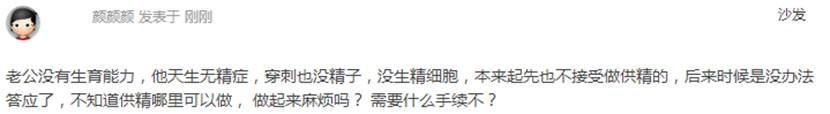 颜颜颜 发表于 刚刚
沙发
老公没有生育能力，他天生无精症，穿刺也没精子，没生精细胞，本来起先也不接受做供精的，后来时候是没办法
答应了，不知道供精哪里可以做， 做起来麻烦吗？ 需要什么手续不？